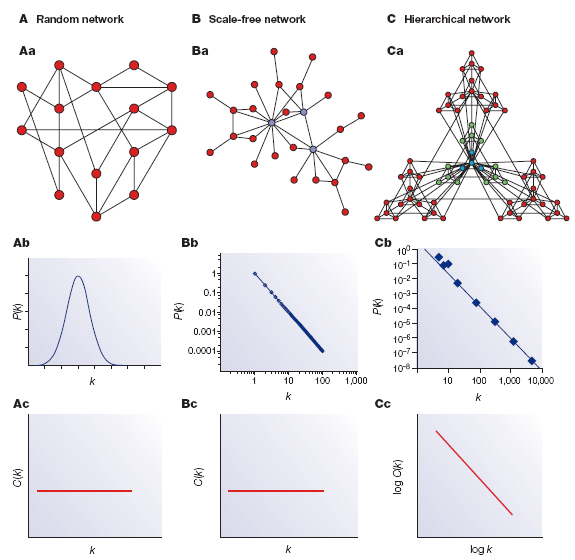 A Random network
B Scale-free network
C Hierarchical network
Aa
Ba
Ca
Ab
P(k)
k
Bb
1
0.1
0.01
0.001
0.0001
P(k)
1 10 100 1,000
k
Cb
10⁰
10⁻¹
10⁻²
10⁻³
10⁻⁴
10⁻⁵
10⁻⁶
10⁻⁷
10⁻⁸
P(k)
10 100 1,000 10,000
k
Ac
C(k)
k
Bc
C(k)
k
Cc
log C(k)
log k